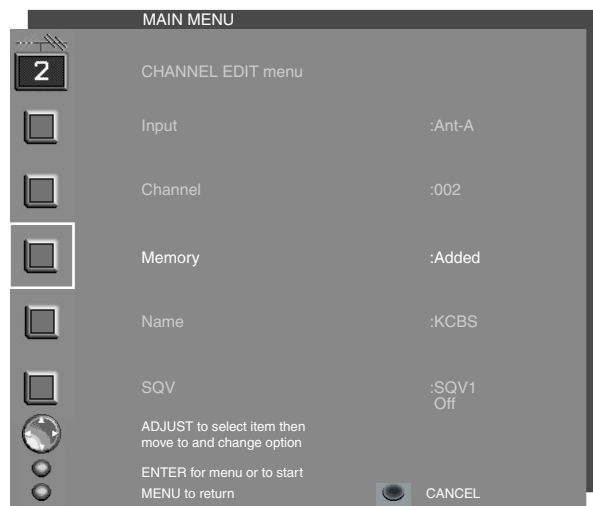 MAIN MENU
2
CHANNEL EDIT menu
Input :Ant-A
Channel :002
Memory :Added
Name :KCBS
SQV :SQV1
Off
ADJUST to select item then
move to and change option
ENTER for menu or to start
MENU to return CANCEL